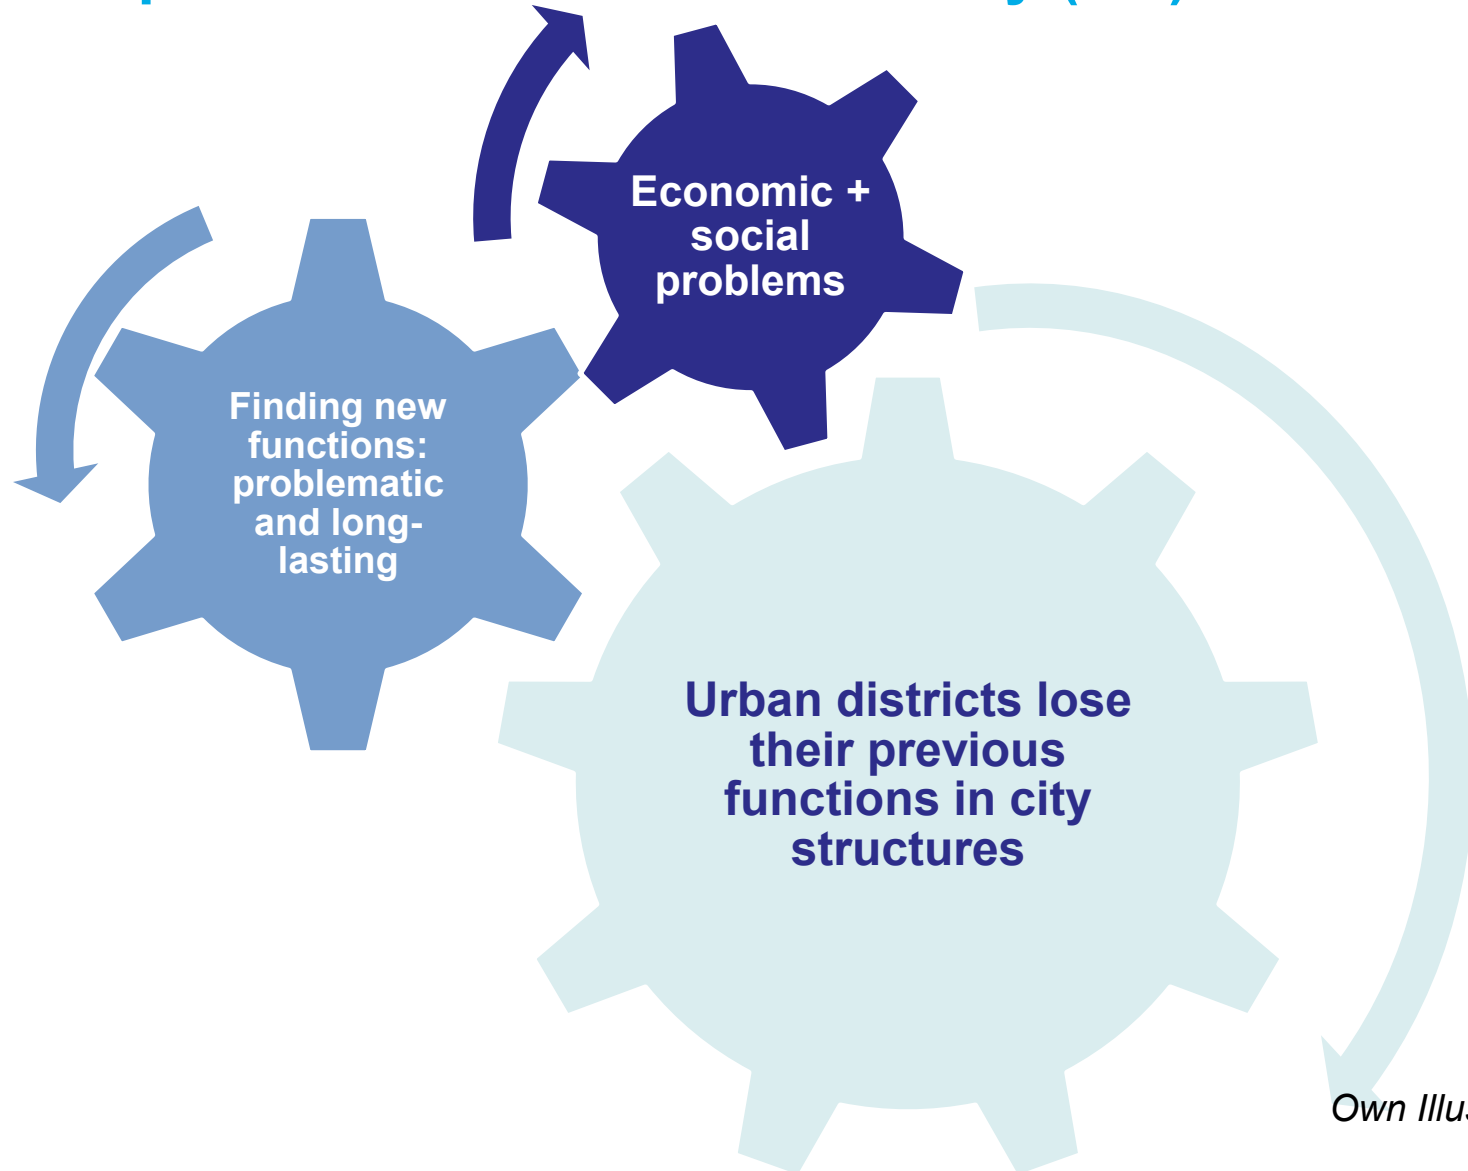 Economic +
social
problems
Finding new
functions:
problematic
and long-
lasting
Urban districts lose
their previous
functions in city
structures
Own